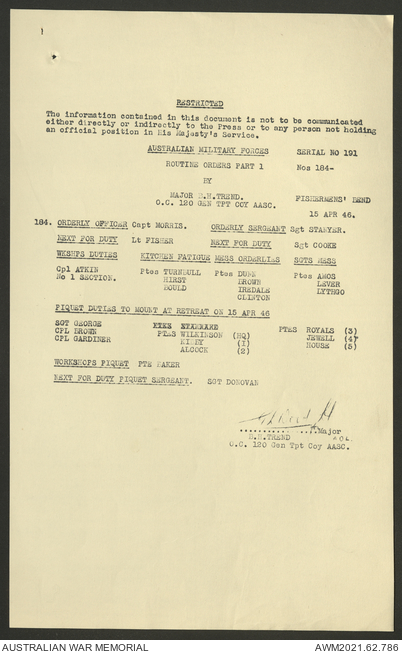 RESTRICTED
The information contained in this document is not to be communicated
either directly or indirectly to the Press or to any person not holding
an official position in His Majesty's Service.
AUSTRALIAN MILITARY FORCES SERIAL NO 191
ROUTINE ORDERS PART 1 Nos 184-
BY
MAJOR D.H.TREND. FISHERMENS' BEND
O.C. 120 GEN TPT COY AASC.
15 APR 46.
184. ORDERLY OFFICER Capt MORRIS. ORDERLY SERGEANT Sgt STANYER.
NEXT FOR DUTY Lt FISHER NEXT FOR DUTY Sgt COOKE
WKSHPS DUTIES KITCHEN FATIGUE MESS ORDERLIES SGTS MESS
Cpl ATKIN Ptes TURNBULL Ptes DUNN Ptes AMOS
No 1 SECTION. HIRST BROWN LEVER
GOULD IREDALE LYTHGO
CLINTON
PIQUET DUTIES TO MOUNT AT RETREAT ON 15 APR 46
SGT GEORGE PTES PTES ROYALS (3)
CPL BROWN PTES WILKINSON (HQ) JEWELL (4)
CPL GARDINER (1) HOUSE (5)
ALCOCK (2)
WORKSHOPS PIQUET PTE BAKER
NEXT FOR DUTY PIQUET SERGEANT. SGT DONOVAN
Major
D.H.TREND
O.C. 120 Gen Tpt Coy AASC.
AUSTRALIAN WAR MEMORIAL AWM2021.62.786